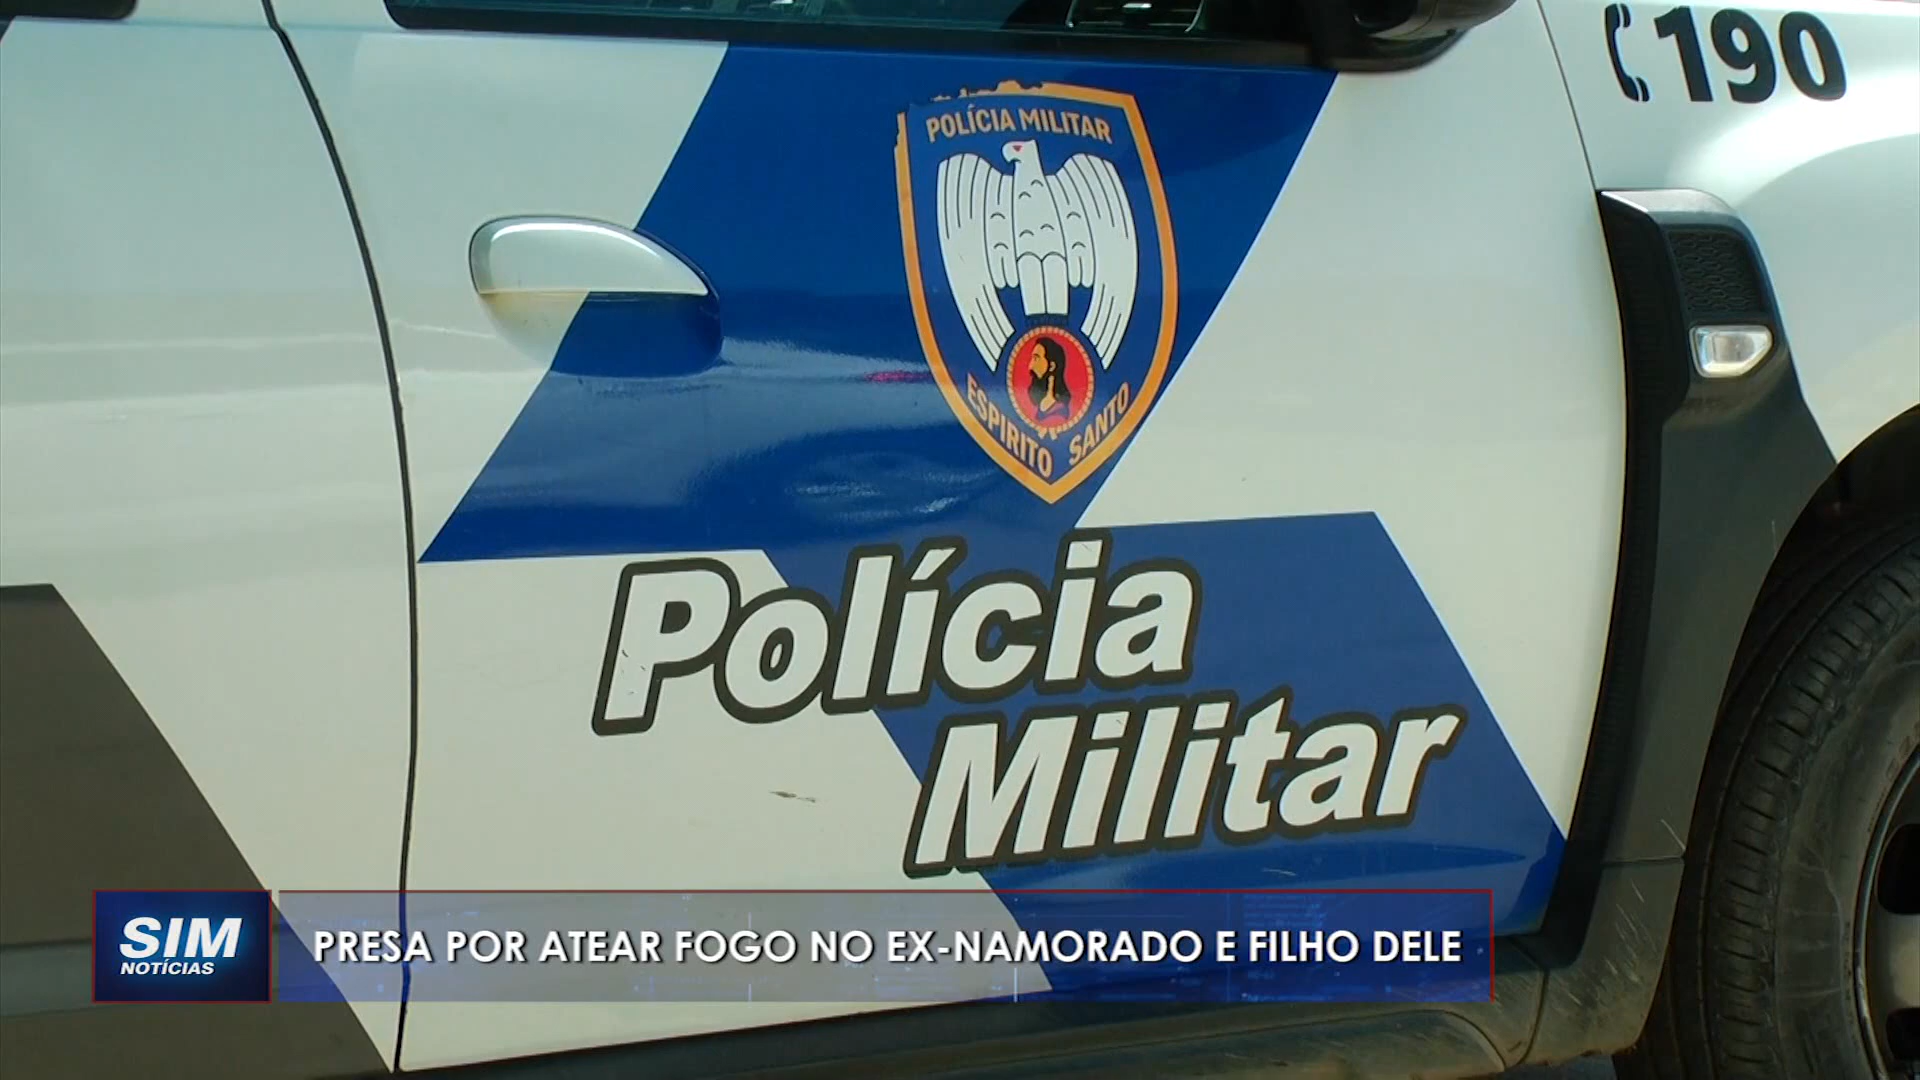 190
POLÍCIA MILITAR
ESPIRITO SANTO
Polícia
Militar
SIM
NOTÍCIAS
PRESA POR ATEAR FOGO NO EX-NAMORADO E FILHO DELE